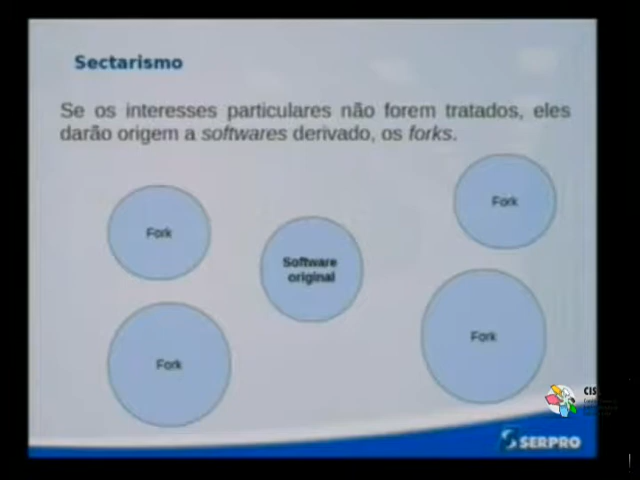 Sectarismo
Se os interesses particulares não forem tratados, eles
darão origem a softwares derivado, os forks.
Fork
Fork
Software
original
Fork
Fork
CIS
SERPRO